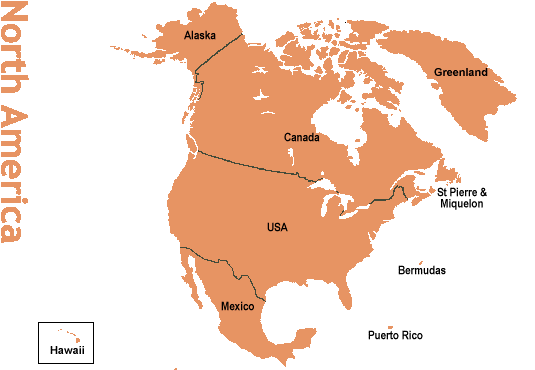 North America
Alaska
Greenland
Canada
St Pierre &
Miquelon
USA
Bermudas
Mexico
Puerto Rico
Hawaii